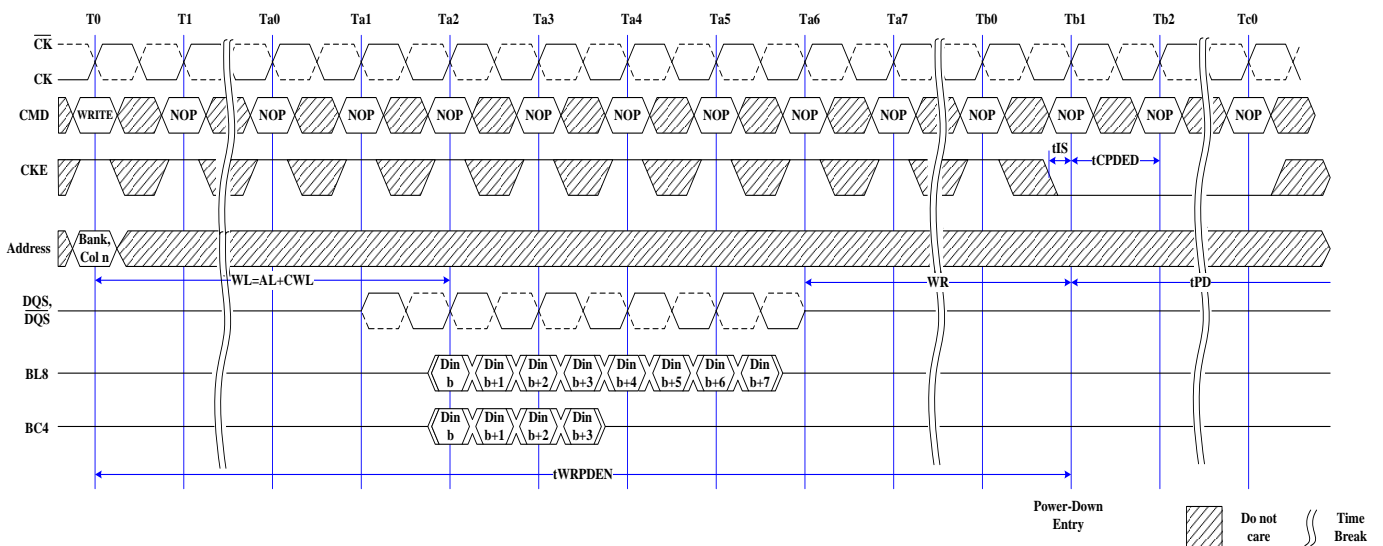 T0 T1 Ta0 Ta1 Ta2 Ta3 Ta4 Ta5 Ta6 Ta7 Tb0 Tb1 Tb2 Tc0
CK
CK
CMD WRITE NOP NOP NOP NOP NOP NOP NOP NOP NOP NOP NOP NOP NOP
tIS
CKE tCPDED
Address Bank,
Col n
WL=AL+CWL WR tPD
DQS,
DQS
BL8 Din Din Din Din Din Din Din Din
b b+1 b+2 b+3 b+4 b+5 b+6 b+7
BC4 Din Din Din Din
b b+1 b+2 b+3
tWRPDEN
Power-Down
Entry
Do not
care
Time
Break